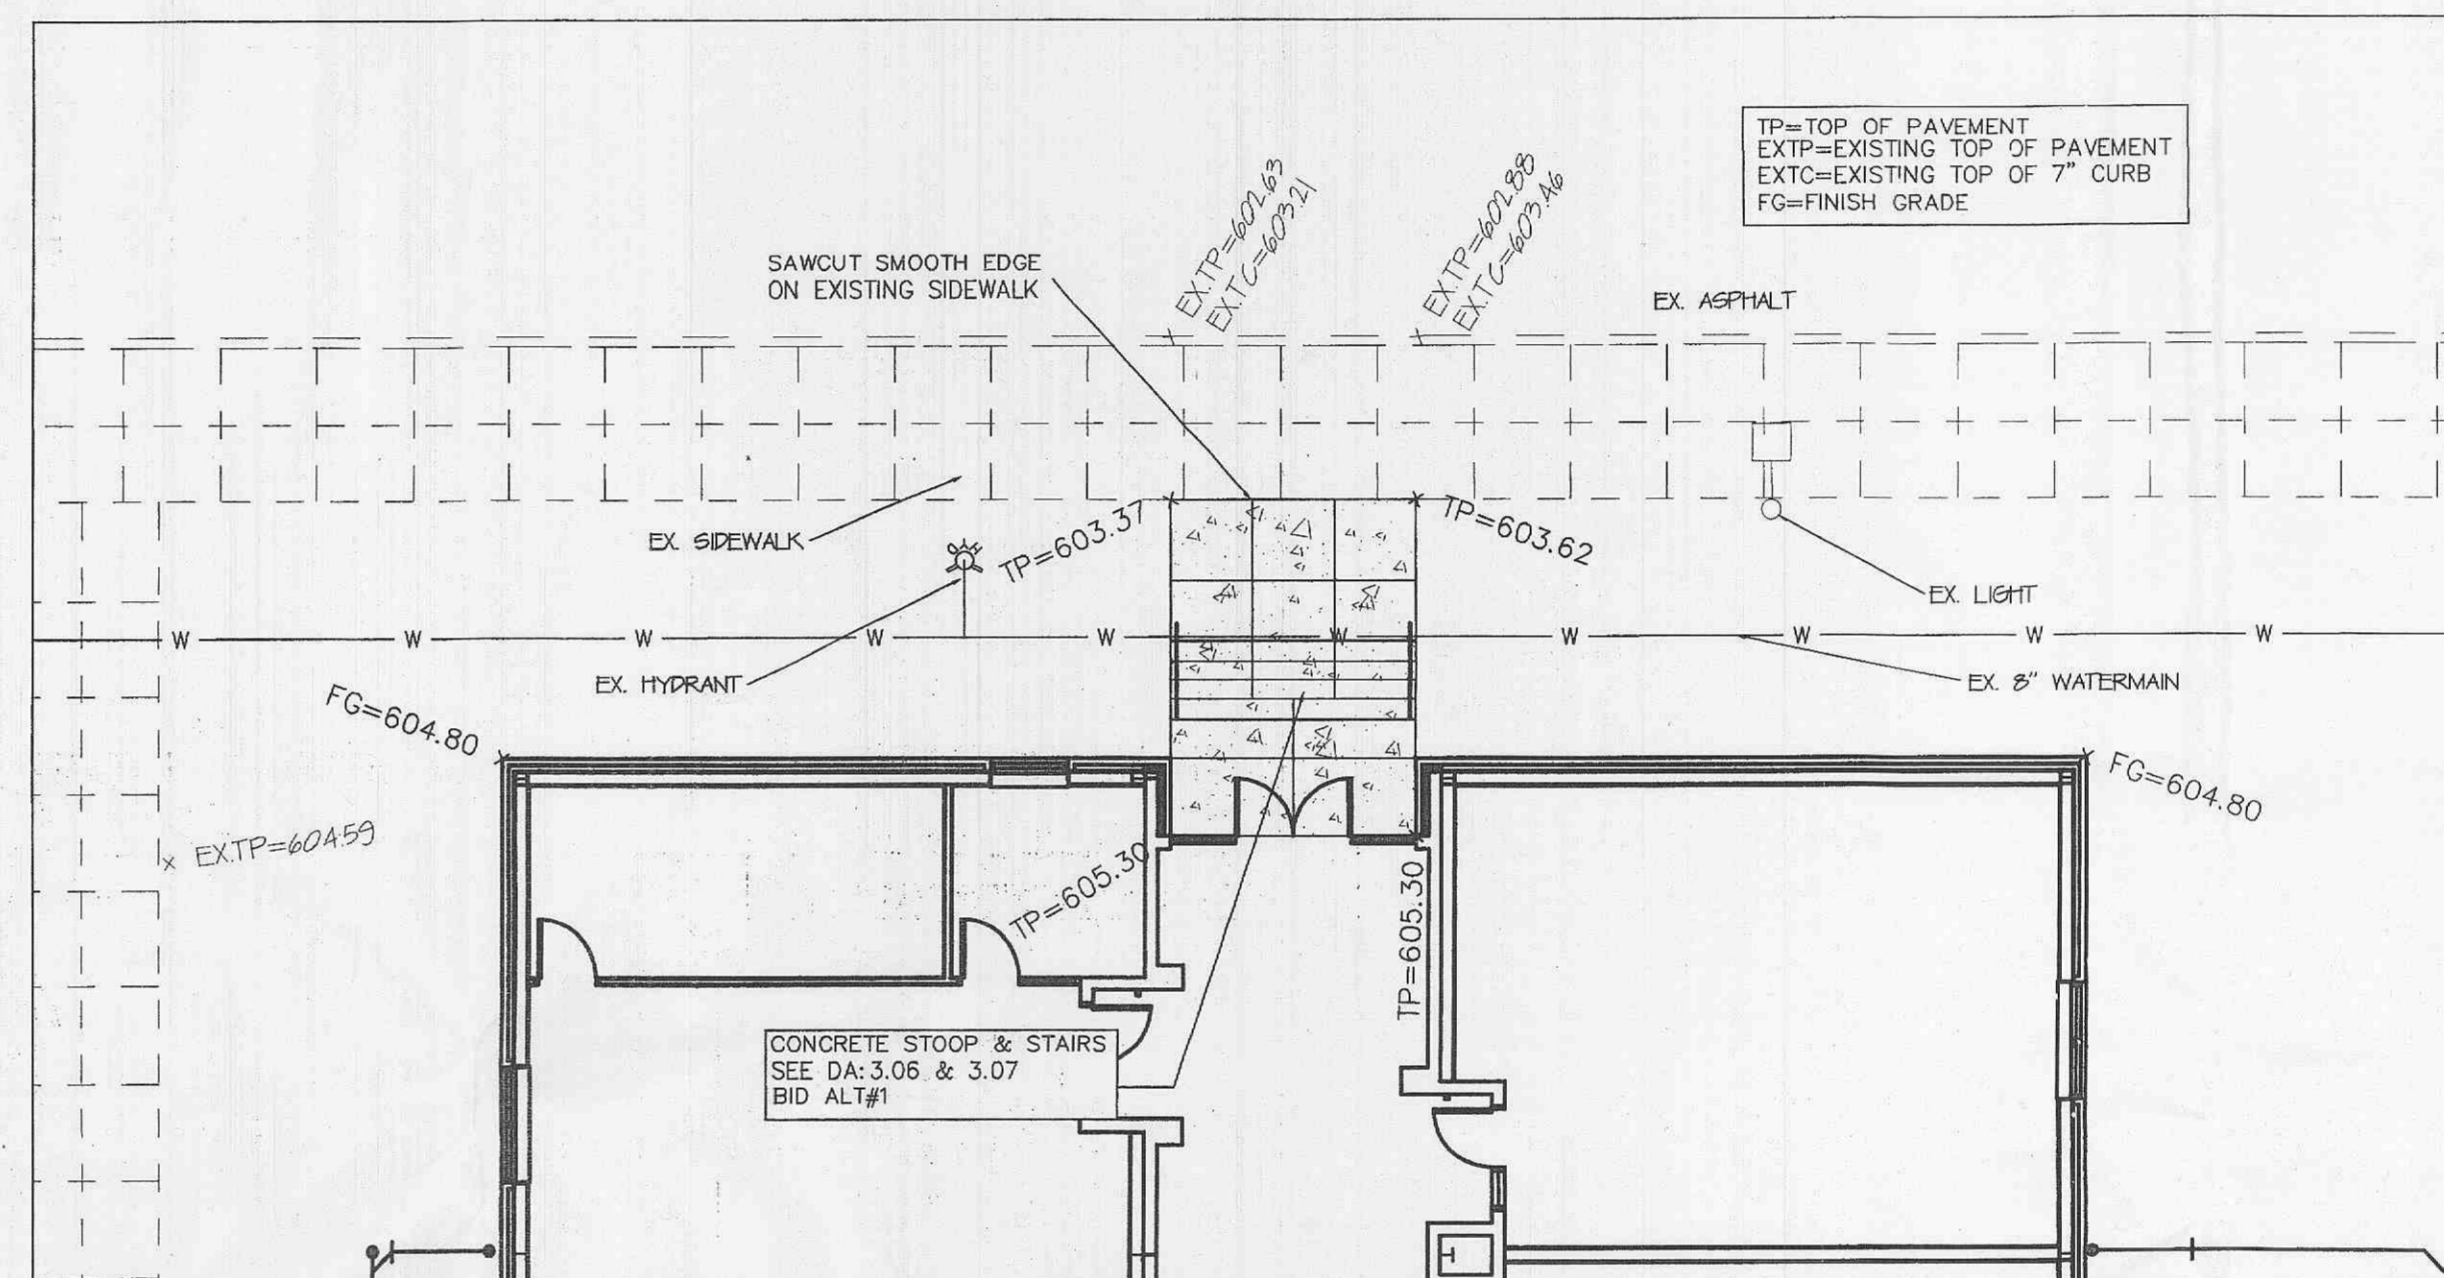 TP=TOP OF PAVEMENT
EXTP=EXISTING TOP OF PAVEMENT
EXTC=EXISTING TOP OF 7" CURB
FG=FINISH GRADE
EX.TP=602.63
EX.TC=603.21
EX.TP=602.88
EX.TC=603.46
SAWCUT SMOOTH EDGE
ON EXISTING SIDEWALK
EX. ASPHALT
EX. SIDEWALK
TP=603.37
TP=603.62
EX. LIGHT
W W W W W W W W W W
EX. HYDRANT
EX. 8" WATERMAIN
FG=604.80
FG=604.80
EX.TP=604.59
TP=605.30
TP=605.30
CONCRETE STOOP & STAIRS
SEE DA:3.06 & 3.07
BID ALT#1